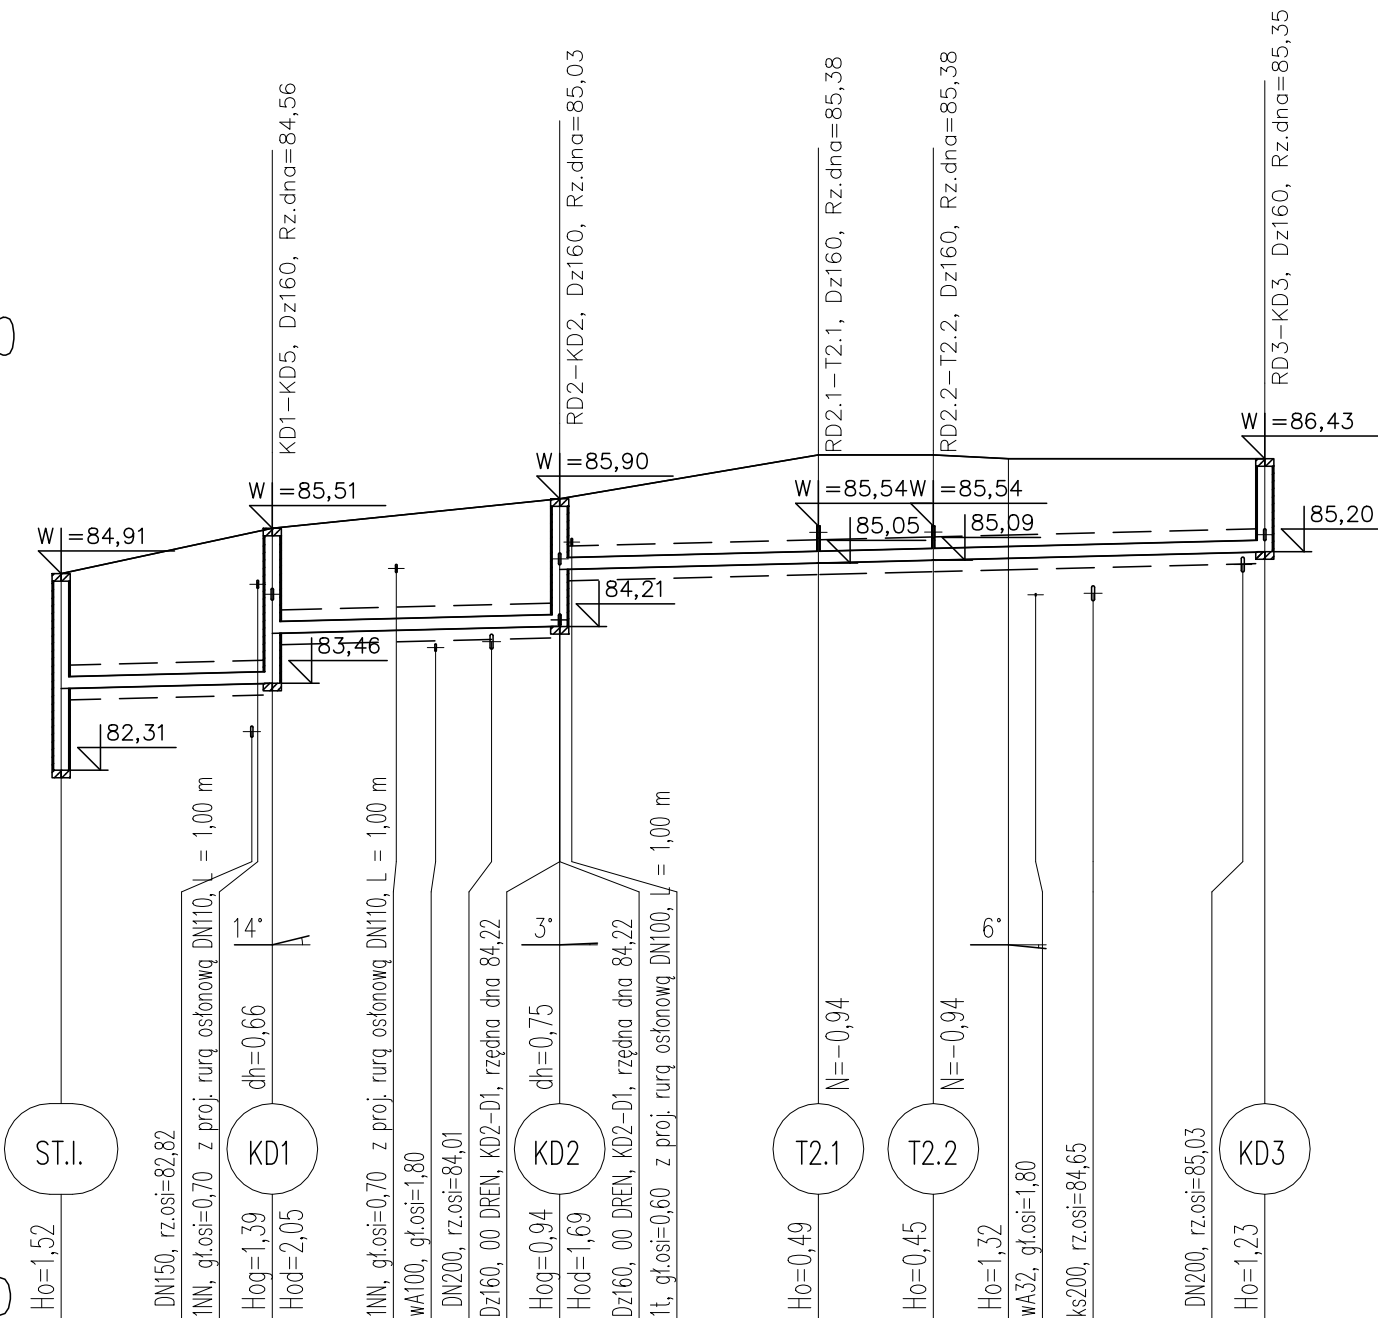 KD1-KD5, Dz160, Rz.dna=84,56
RD2-KD2, Dz160, Rz.dna=85,03
RD2.1-T2.1, Dz160, Rz.dna=85,38
RD2.2-T2.2, Dz160, Rz.dna=85,38
RD3-KD3, Dz160, Rz.dna=85,35
W =84,91
W =85,51
W =85,90
W =85,54
W =85,54
W =86,43
82,31
83,46
84,21
85,05
85,09
85,20
14°
3°
6°
dh=0,66
dh=0,75
N=-0,94
N=-0,94
ST.I.
KD1
KD2
T2.1
T2.2
KD3
Ho=1,52
DN150, rz.osi=82,82
1NN, gł.osi=0,70 z proj. rurą osłonową DN110, L = 1,00 m
Hog=1,39
Hod=2,05
1NN, gł.osi=0,70 z proj. rurą osłonową DN110, L = 1,00 m
wA100, gł.osi=1,80
DN200, rz.osi=84,01
Dz160, OO DREN, KD2-D1, rzędna dna 84,22
Hog=0,94
Hod=1,69
Dz160, OO DREN, KD2-D1, rzędna dna 84,22
1t, gł.osi=0,60 z proj. rurą osłonową DN100, L = 1,00 m
Ho=0,49
Ho=0,45
Ho=1,32
wA32, gł.osi=1,80
ks200, rz.osi=84,65
DN200, rz.osi=85,03
Ho=1,23